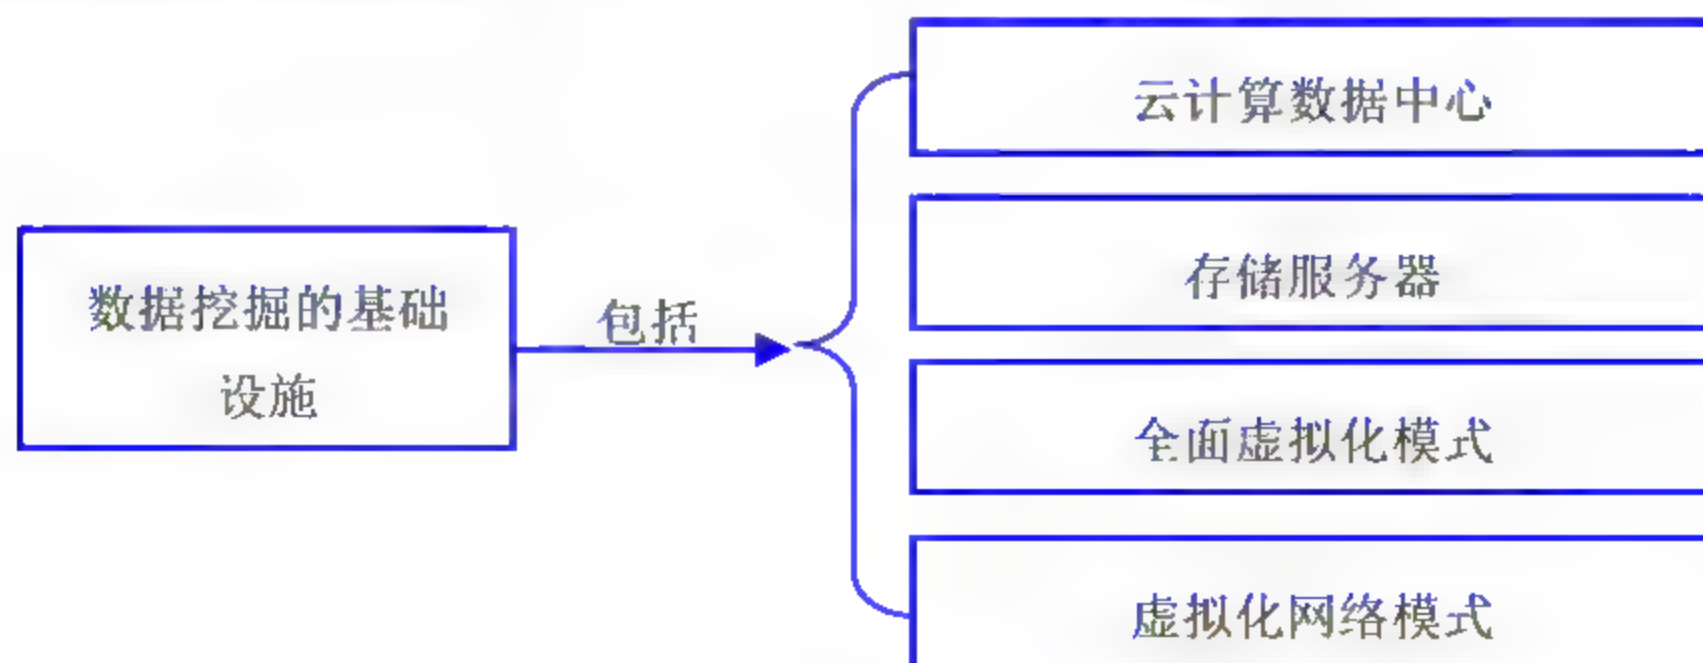 数据挖掘的基础
设施
包括
云计算数据中心
存储服务器
全面虚拟化模式
虚拟化网络模式